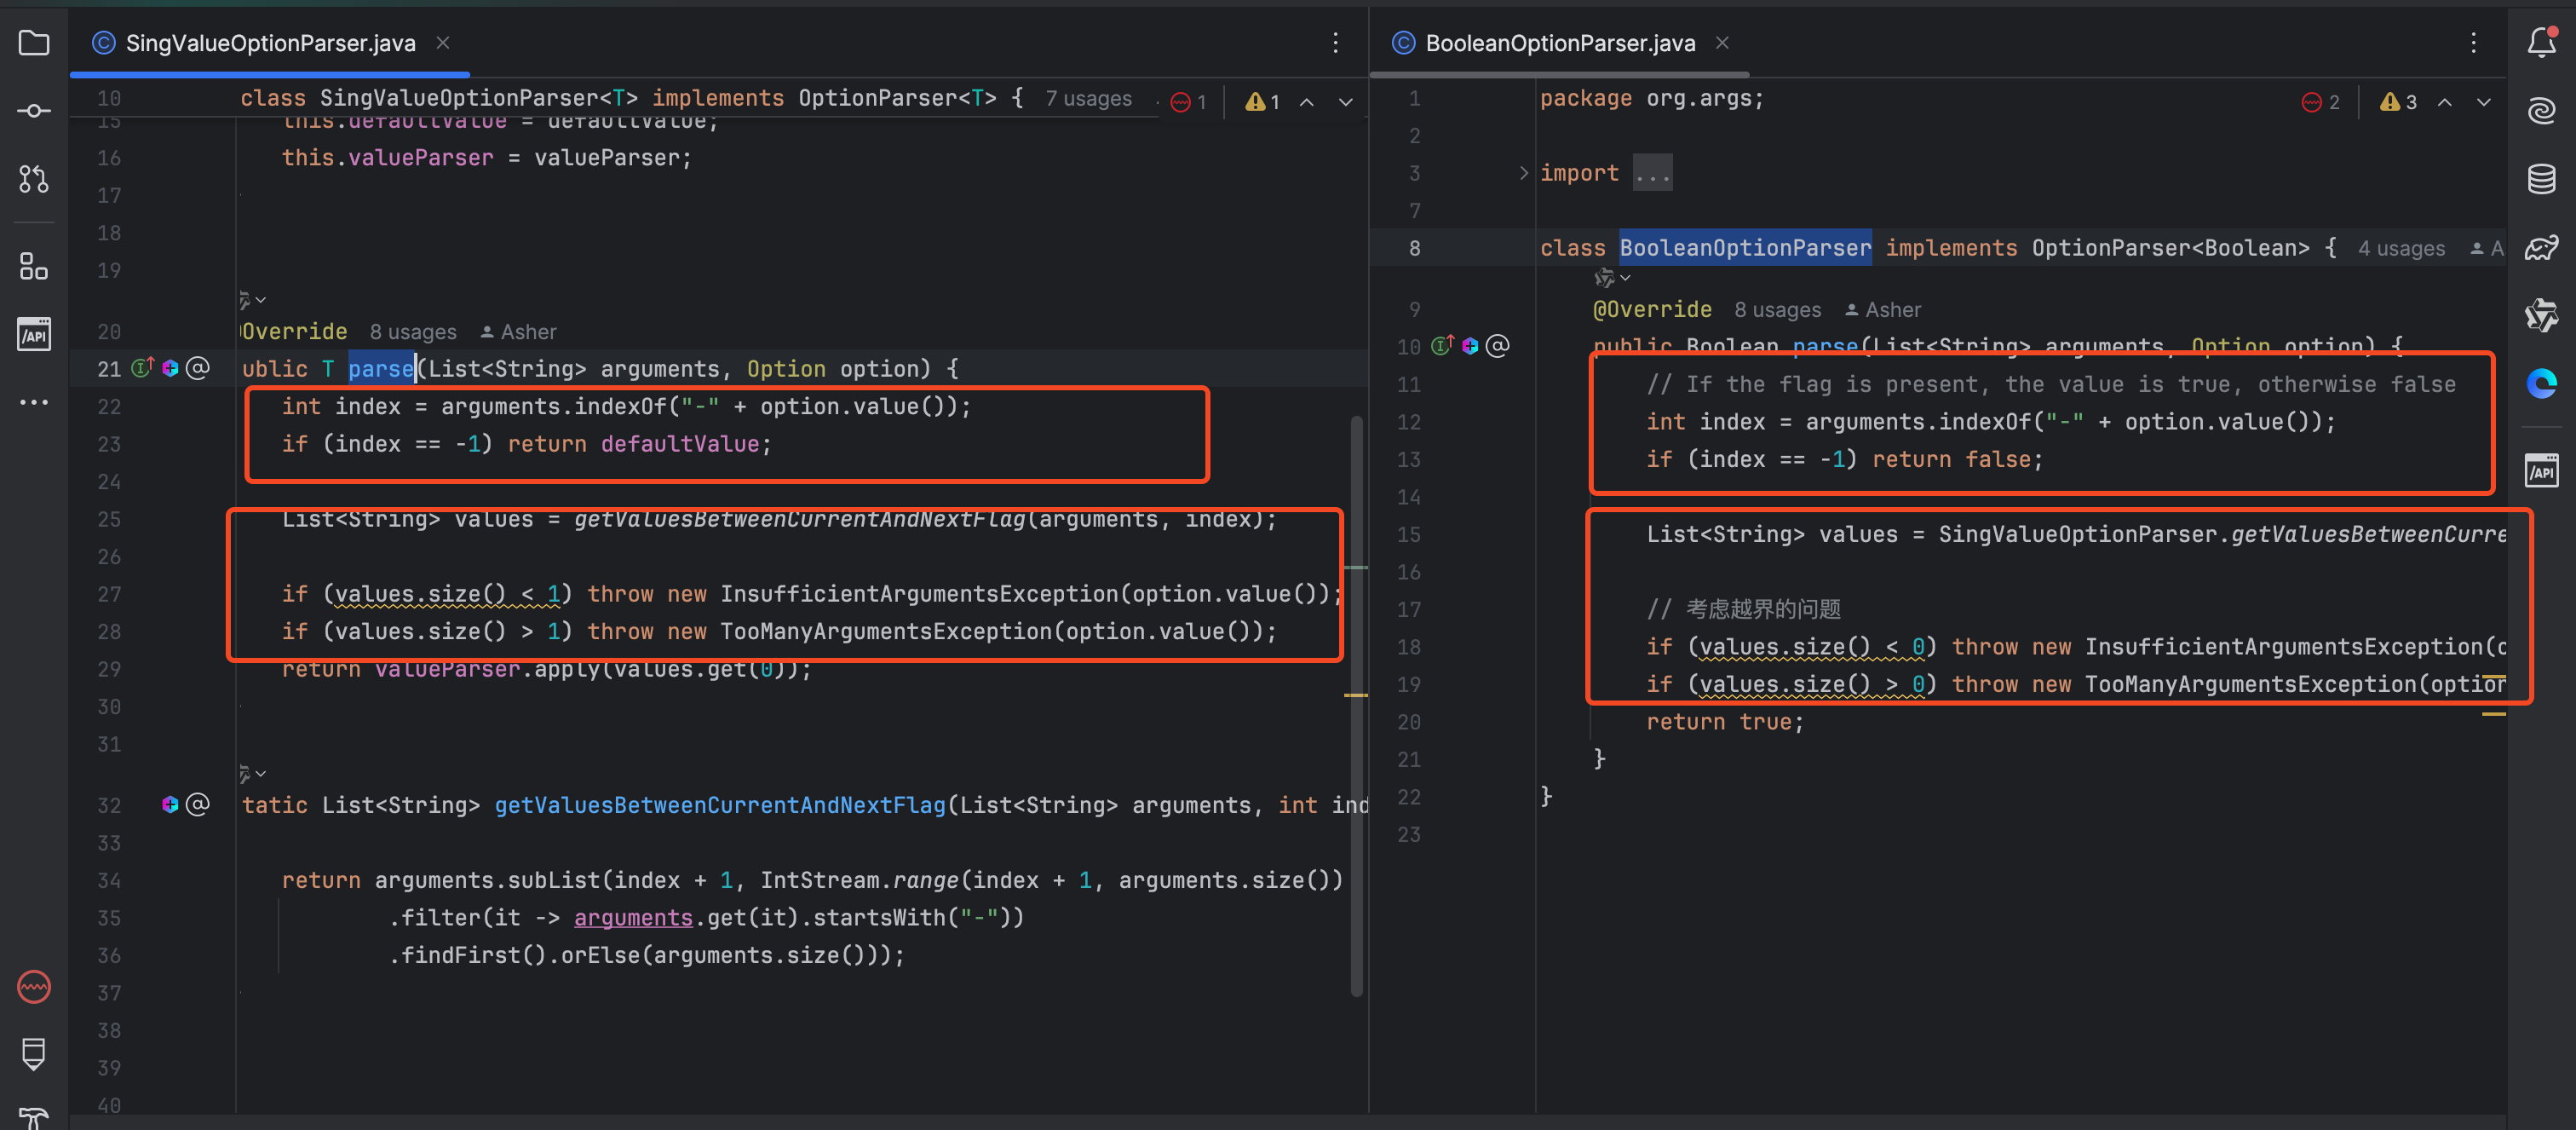 SingValueOptionParser.java
10 class SingValueOptionParser<T> implements OptionParser<T> { 7 usages 1 1
15 this.defaultValue = defaultValue;
16 this.valueParser = valueParser;
17
18
19
20 Override 8 usages Asher
21 ublic T parse(List<String> arguments, Option option) {
22 int index = arguments.indexOf("-" + option.value());
23 if (index == -1) return defaultValue;
24
25 List<String> values = getValuesBetweenCurrentAndNextFlag(arguments, index);
26
27 if (values.size() < 1) throw new InsufficientArgumentsException(option.value());
28 if (values.size() > 1) throw new TooManyArgumentsException(option.value());
29 return valueParser.apply(values.get(0));
30
31
32 tatic List<String> getValuesBetweenCurrentAndNextFlag(List<String> arguments, int ind
33
34 return arguments.subList(index + 1, IntStream.range(index + 1, arguments.size())
35 .filter(it -> arguments.get(it).startsWith("-"))
36 .findFirst().orElse(arguments.size()));
37
38
39
40
BooleanOptionParser.java
1 package org.args; 2 3
2
3 import ...
7
8 class BooleanOptionParser implements OptionParser<Boolean> { 4 usages A
9 @Override 8 usages Asher
10 public Boolean parse(List<String> arguments, Option option) {
11 // If the flag is present, the value is true, otherwise false
12 int index = arguments.indexOf("-" + option.value());
13 if (index == -1) return false;
14
15 List<String> values = SingValueOptionParser.getValuesBetweenCurre
16
17 // 考虑越界的问题
18 if (values.size() < 0) throw new InsufficientArgumentsException(o
19 if (values.size() > 0) throw new TooManyArgumentsException(option
20 return true;
21 }
22 }
23
/API
/API